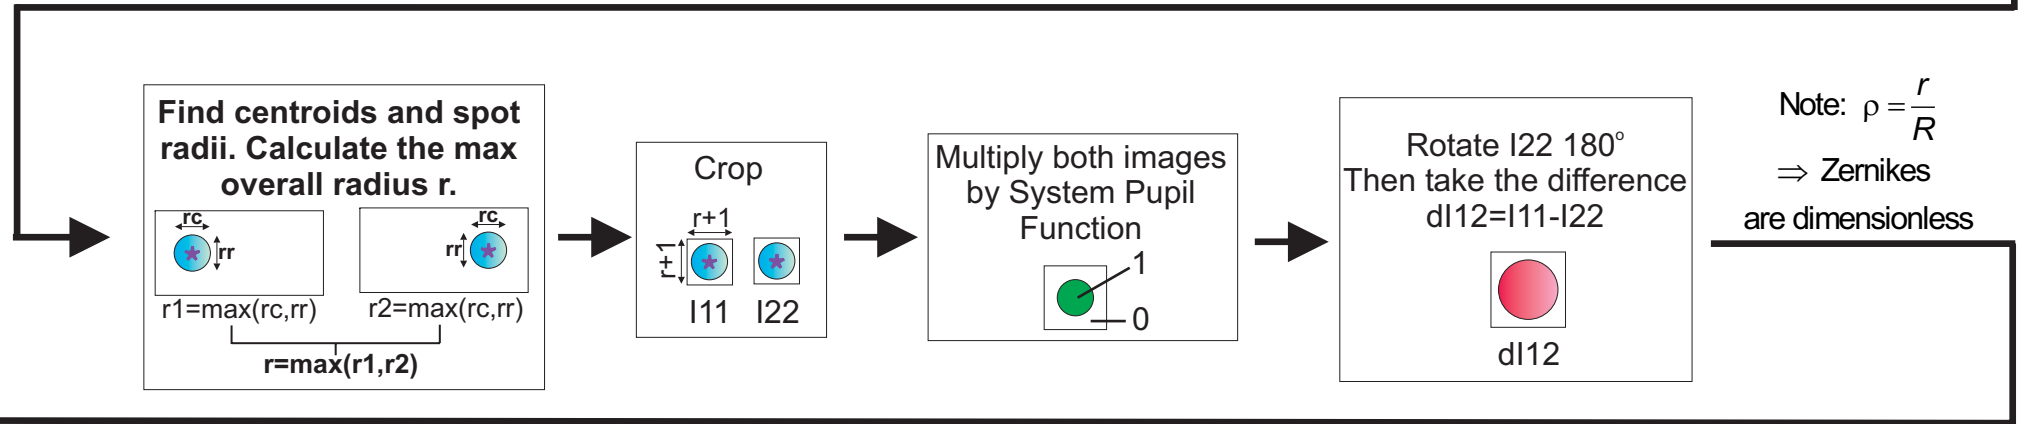 Find centroids and spot
radii. Calculate the max
overall radius r.
rc
rr
r1=max(rc,rr)
rc
rr
r2=max(rc,rr)
r=max(r1,r2)
Crop
r+1
r+1
I11
I22
Multiply both images
by System Pupil
Function
1
0
Rotate I22 180°
Then take the difference
dI12=I11-I22
dI12
Note: ρ = r/R
⇒ Zernikes
are dimensionless